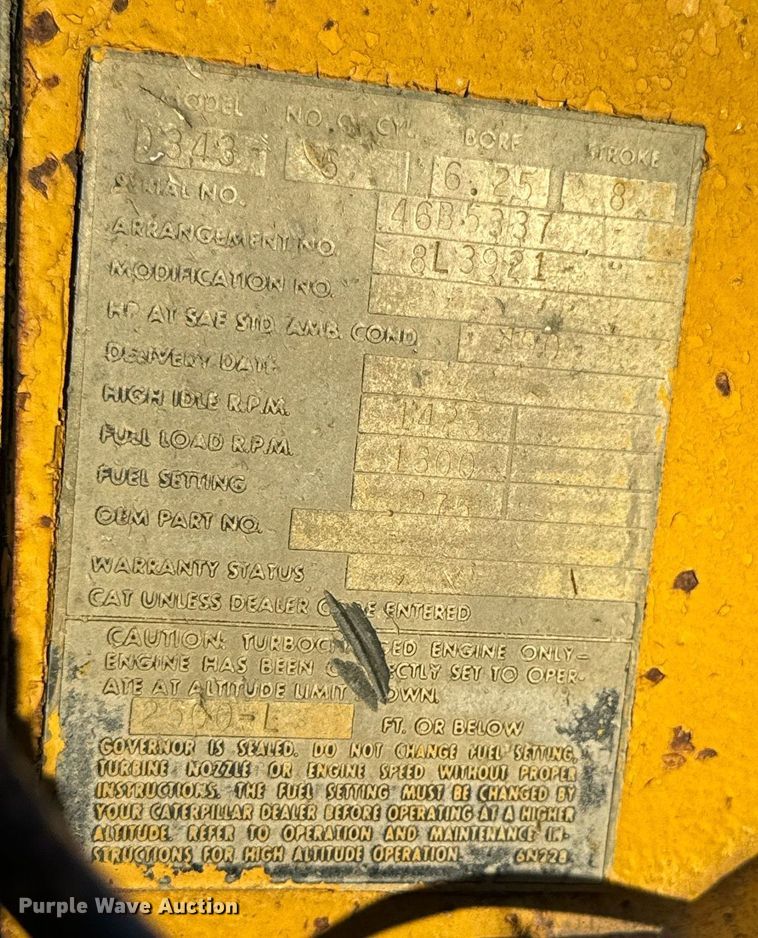 MODEL NO. OF CYL. BORE STROKE
D343 6 6.25 8
SERIAL NO. 46B5337
ARRANGEMENT NO. 8L3921
MODIFICATION NO.
HP AT SAE STD. AMB. COND.
DELIVERY DATE
HIGH IDLE R.P.M.
FULL LOAD R.P.M.
FUEL SETTING
OEM PART NO.
WARRANTY STATUS
CAT UNLESS DEALER CODE ENTERED
CAUTION: TURBOCHARGED ENGINE ONLY–
ENGINE HAS BEEN CORRECTLY SET TO OPER-
ATE AT ALTITUDE LIMIT SHOWN.
FT. OR BELOW
GOVERNOR IS SEALED. DO NOT CHANGE FUEL SETTING,
TURBINE NOZZLE OR ENGINE SPEED WITHOUT PROPER
INSTRUCTIONS. THE FUEL SETTING MUST BE CHANGED BY
YOUR CATERPILLAR DEALER BEFORE OPERATING AT A HIGHER
ALTITUDE. REFER TO OPERATION AND MAINTENANCE IN-
STRUCTIONS FOR HIGH ALTITUDE OPERATION.
Purple Wave Auction